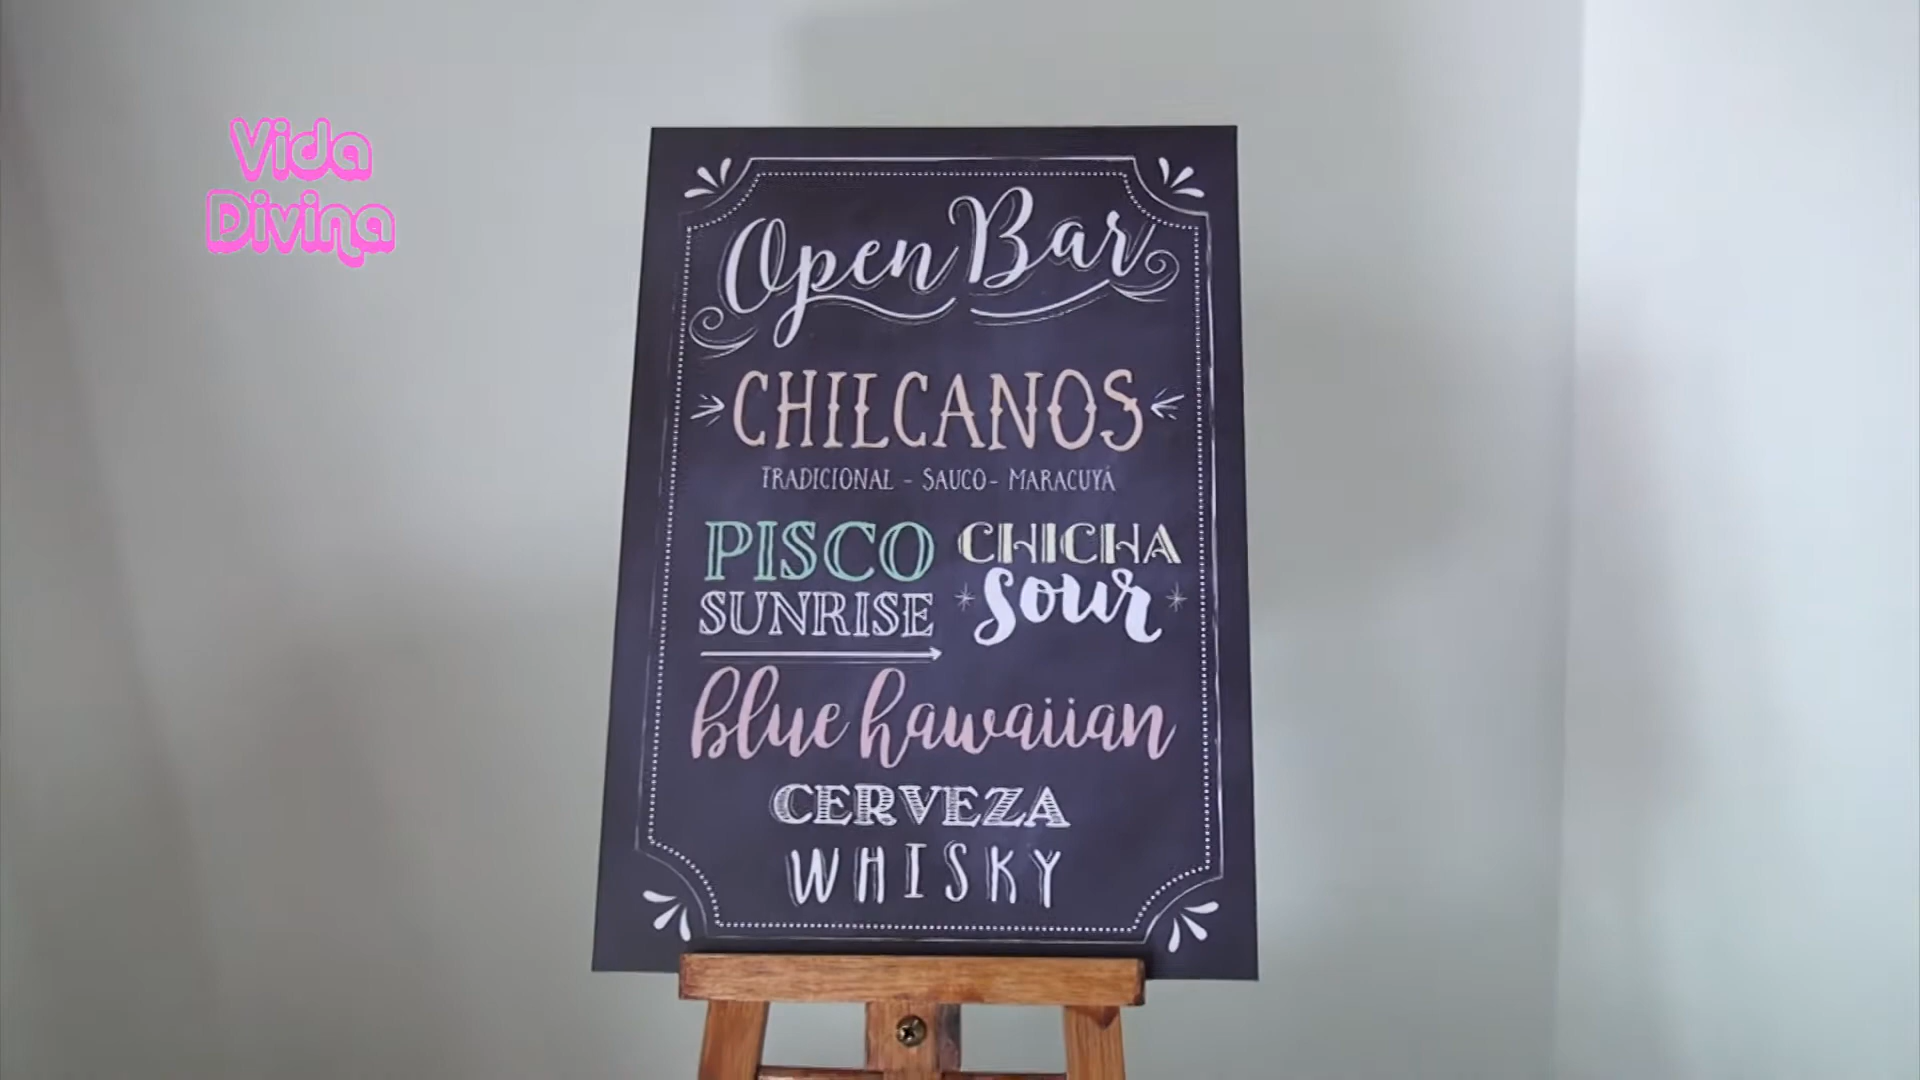 Vida
Divina
Open Bar
CHILCANOS
TRADICIONAL - SAUCO- MARACUYÁ
PISCO
SUNRISE
CHICHA
sour
blue hawaiian
CERVEZA
WHISKY